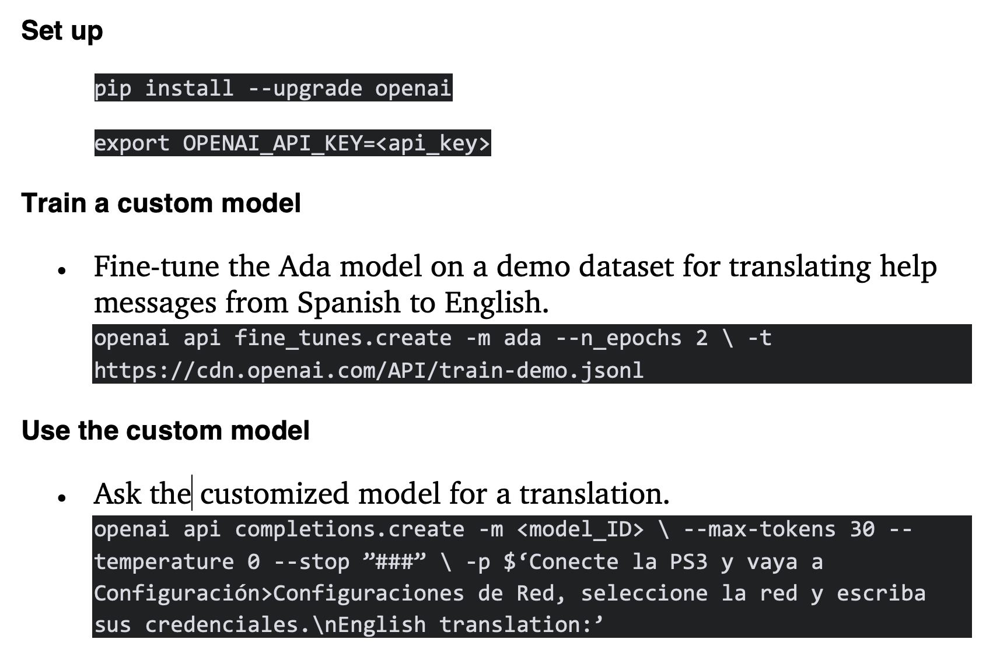 Set up
pip install --upgrade openai
export OPENAI_API_KEY=<api_key>
Train a custom model
• Fine-tune the Ada model on a demo dataset for translating help
messages from Spanish to English.
openai api fine_tunes.create -m ada --n_epochs 2 \ -t
https://cdn.openai.com/API/train-demo.jsonl
Use the custom model
• Ask the customized model for a translation.
openai api completions.create -m <model_ID> \ --max-tokens 30 --
temperature 0 --stop ”###” \ -p $‘Conecte la PS3 y vaya a
Configuración>Configuraciones de Red, seleccione la red y escriba
sus credenciales.\nEnglish translation:’